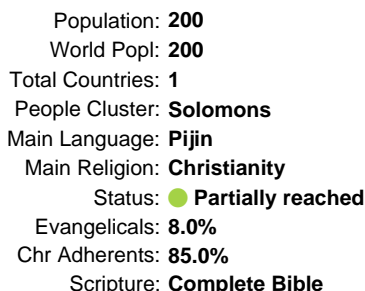 Population: 200
World Popl: 200
Total Countries: 1
People Cluster: Solomons
Main Language: Pijin
Main Religion: Christianity
Status: Partially reached
Evangelicals: 8.0%
Chr Adherents: 85.0%
Scripture: Complete Bible